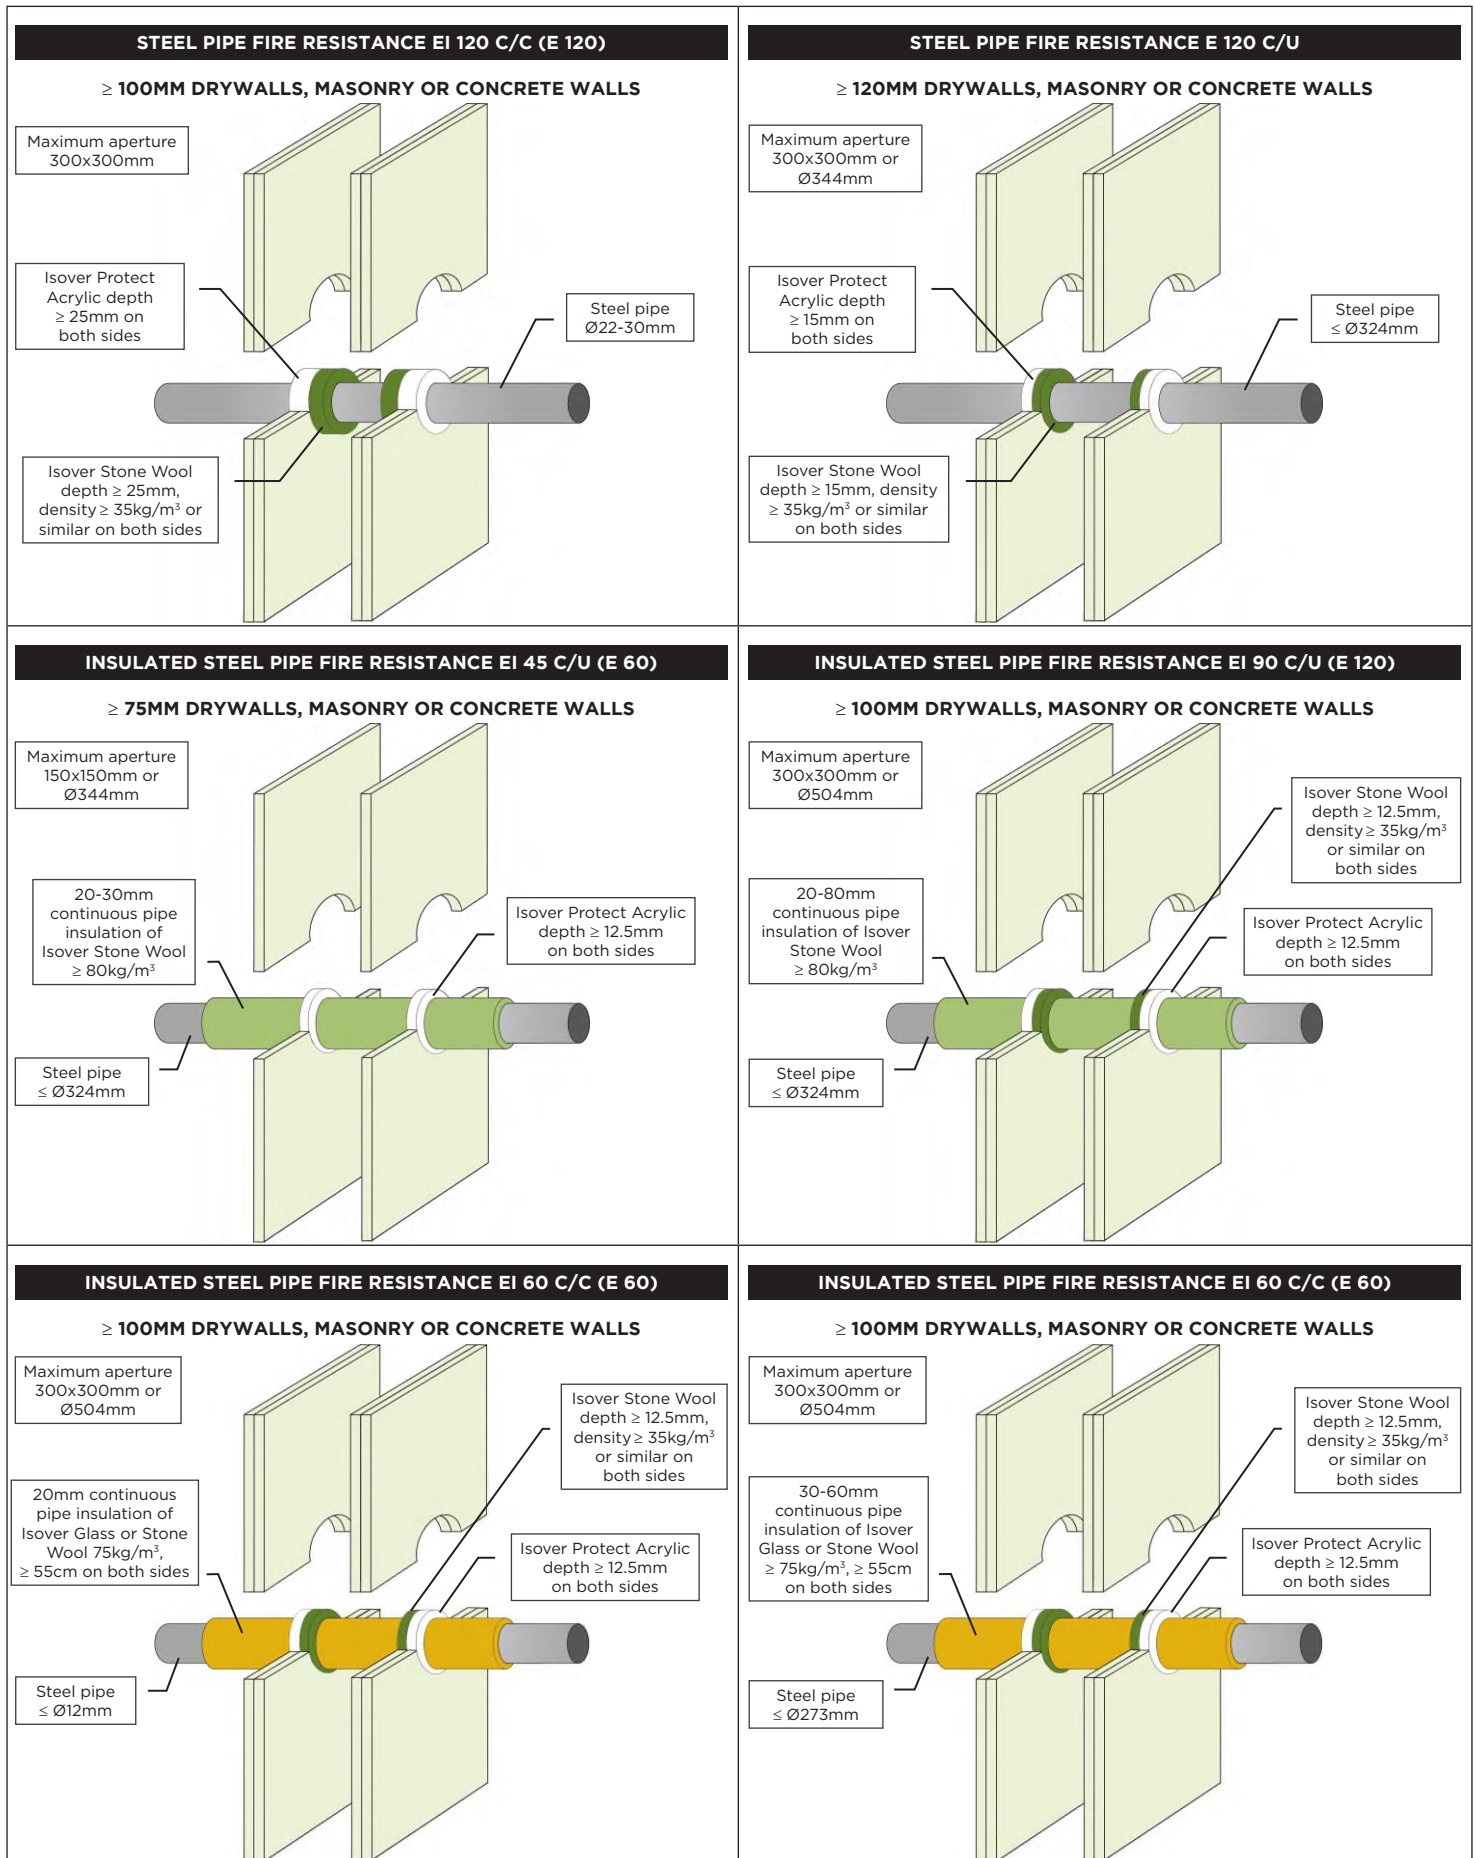 STEEL PIPE FIRE RESISTANCE EI 120 C/C (E 120)
≥ 100MM DRYWALLS, MASONRY OR CONCRETE WALLS
Maximum aperture
300x300mm
Isover Protect
Acrylic depth
≥ 25mm on
both sides
Steel pipe
Ø22-30mm
Isover Stone Wool
depth ≥ 25mm,
density ≥ 35kg/m³ or
similar on both sides
STEEL PIPE FIRE RESISTANCE E 120 C/U
≥ 120MM DRYWALLS, MASONRY OR CONCRETE WALLS
Maximum aperture
300x300mm or
Ø344mm
Isover Protect
Acrylic depth
≥ 15mm on
both sides
Steel pipe
≤ Ø324mm
Isover Stone Wool
depth ≥ 15mm, density
≥ 35kg/m³ or similar
on both sides
INSULATED STEEL PIPE FIRE RESISTANCE EI 45 C/U (E 60)
≥ 75MM DRYWALLS, MASONRY OR CONCRETE WALLS
Maximum aperture
150x150mm or
Ø344mm
20-30mm
continuous pipe
insulation of
Isover Stone Wool
≥ 80kg/m³
Isover Protect Acrylic
depth ≥ 12.5mm
on both sides
Steel pipe
≤ Ø324mm
INSULATED STEEL PIPE FIRE RESISTANCE EI 90 C/U (E 120)
≥ 100MM DRYWALLS, MASONRY OR CONCRETE WALLS
Maximum aperture
300x300mm or
Ø504mm
Isover Stone Wool
depth ≥ 12.5mm,
density ≥ 35kg/m³
or similar on
both sides
20-80mm
continuous pipe
insulation of Isover
Stone Wool
≥ 80kg/m³
Isover Protect Acrylic
depth ≥ 12.5mm
on both sides
Steel pipe
≤ Ø324mm
INSULATED STEEL PIPE FIRE RESISTANCE EI 60 C/C (E 60)
≥ 100MM DRYWALLS, MASONRY OR CONCRETE WALLS
Maximum aperture
300x300mm or
Ø504mm
Isover Stone Wool
depth ≥ 12.5mm,
density ≥ 35kg/m³
or similar on
both sides
20mm continuous
pipe insulation of
Isover Glass or Stone
Wool 75kg/m³,
≥ 55cm on both sides
Isover Protect Acrylic
depth ≥ 12.5mm
on both sides
Steel pipe
≤ Ø12mm
INSULATED STEEL PIPE FIRE RESISTANCE EI 60 C/C (E 60)
≥ 100MM DRYWALLS, MASONRY OR CONCRETE WALLS
Maximum aperture
300x300mm or
Ø504mm
Isover Stone Wool
depth ≥ 12.5mm,
density ≥ 35kg/m³
or similar on
both sides
30-60mm
continuous pipe
insulation of Isover
Glass or Stone Wool
≥ 75kg/m³, ≥ 55cm
on both sides
Isover Protect Acrylic
depth ≥ 12.5mm
on both sides
Steel pipe
≤ Ø273mm